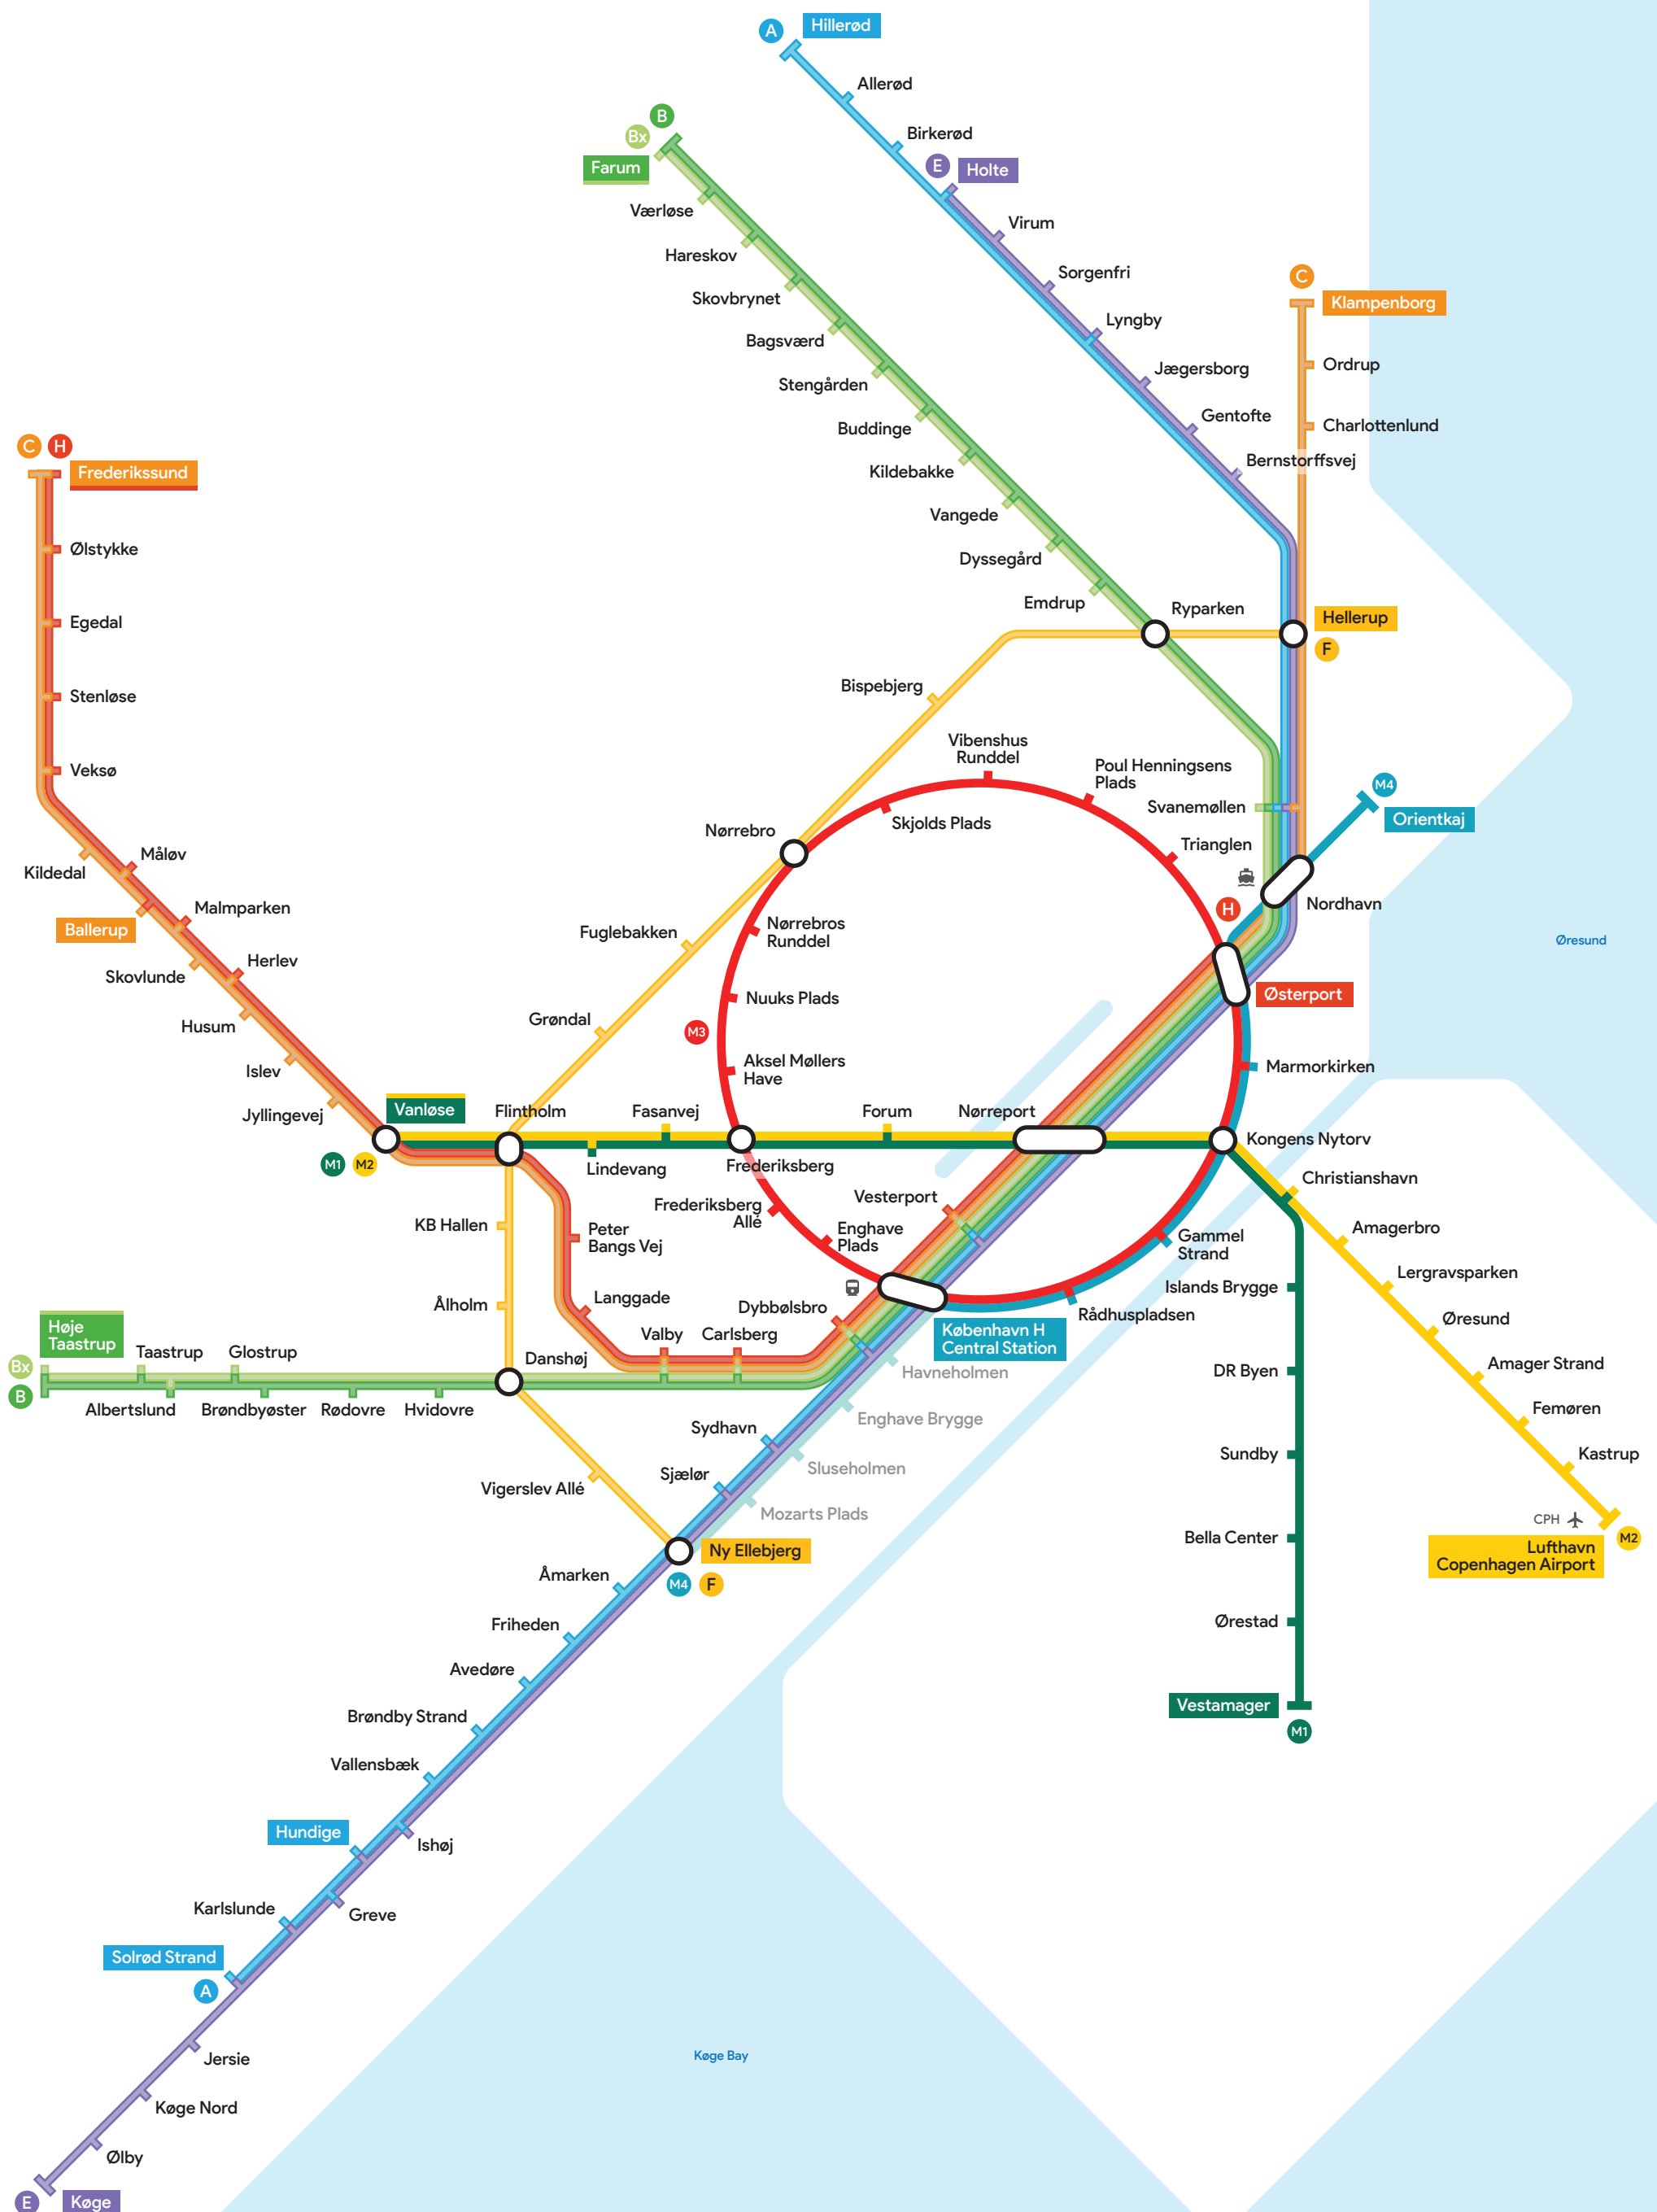 A
Hillerød
Allerød
Birkerød
E
Holte
Virum
Sorgenfri
Lyngby
Jægersborg
Gentofte
Bernstorffsvej
B
Bx
Farum
Værløse
Hareskov
Skovbrynet
Bagsværd
Stengården
Buddinge
Kildebakke
Vangede
Dyssegård
Emdrup
Ryparken
C
Klampenborg
Ordrup
Charlottenlund
Hellerup
F
C
H
Frederikssund
Ølstykke
Egedal
Stenløse
Veksø
Kildedal
Måløv
Ballerup
Malmparken
Skovlunde
Herlev
Husum
Islev
Jyllingevej
Vanløse
M1
M2
Flintholm
Bispebjerg
Nørrebro
Fuglebakken
Grøndal
Vibenshus
Runddel
Poul Henningsens
Plads
Skjolds Plads
Trianglen
Svanemøllen
M4
Orientkaj
Nordhavn
H
Østerport
Øresund
Nørrebros
Runddel
Nuuks Plads
M3
Aksel Møllers
Have
Marmorkirken
Fasanvej
Forum
Nørreport
Kongens Nytorv
Lindevang
Frederiksberg
Frederiksberg
Allé
Enghave
Plads
Vesterport
Christianshavn
Amagerbro
Lergravsparken
Øresund
Amager Strand
Femøren
Kastrup
CPH
Lufthavn
Copenhagen Airport
M2
Gammel
Strand
Rådhuspladsen
Islands Brygge
DR Byen
Sundby
Bella Center
Ørestad
Vestamager
M1
KB Hallen
Peter
Bangs Vej
Ålholm
Langgade
Dybbølsbro
Valby
Carlsberg
Danshøj
København H
Central Station
Havneholmen
Enghave Brygge
Sluseholmen
Mozarts Plads
Høje
Taastrup
Bx
B
Taastrup
Glostrup
Albertslund
Brøndbyøster
Rødovre
Hvidovre
Sydhavn
Sjælør
Vigerslev Allé
Ny Ellebjerg
M4
F
Åmarken
Friheden
Avedøre
Brøndby Strand
Vallensbæk
Ishøj
Hundige
Greve
Karlslunde
Solrød Strand
A
Jersie
Køge Nord
Ølby
E
Køge
Køge Bay